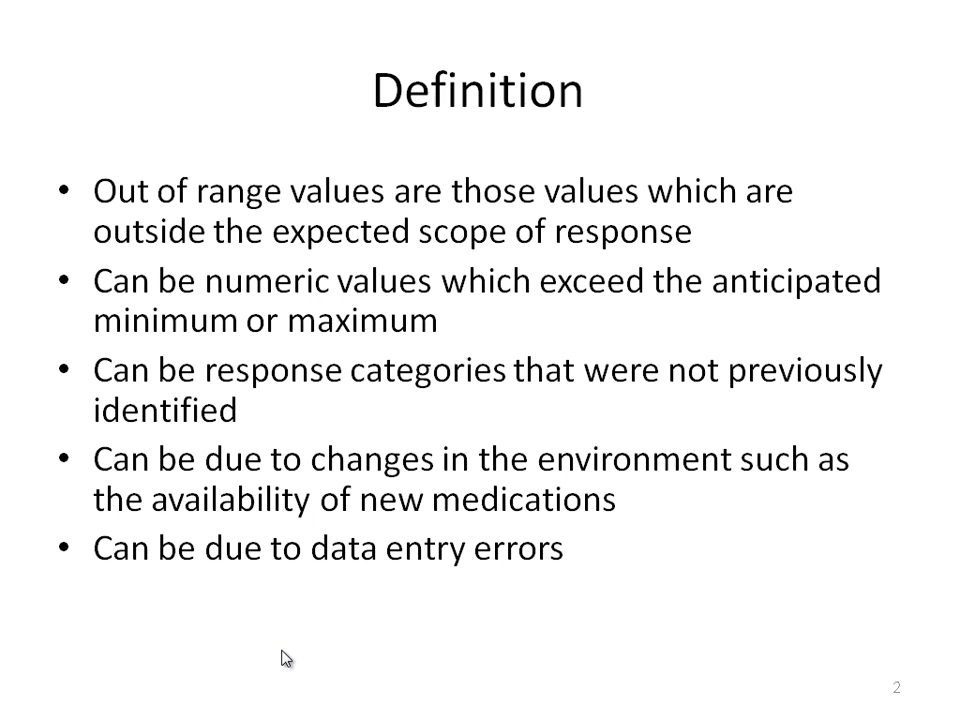 Definition
• Out of range values are those values which are
outside the expected scope of response
• Can be numeric values which exceed the anticipated
minimum or maximum
• Can be response categories that were not previously
identified
• Can be due to changes in the environment such as
the availability of new medications
• Can be due to data entry errors
2